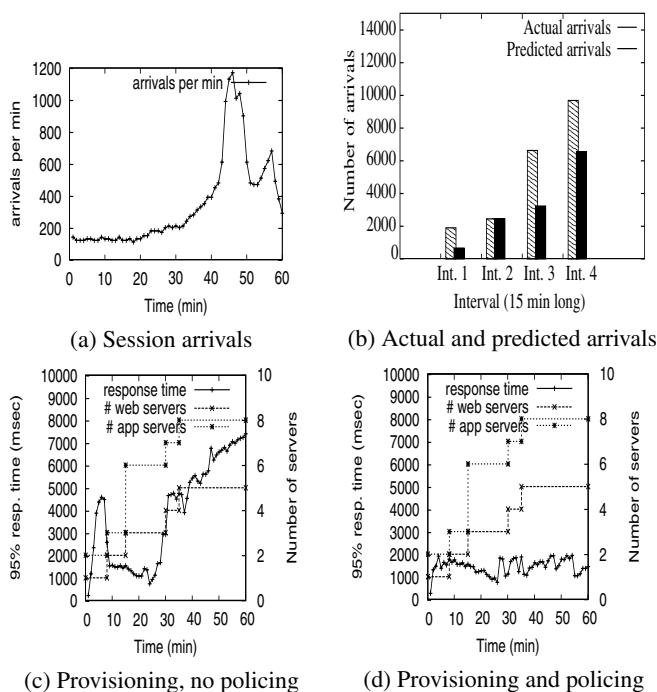 1200
1000
800
600
400
200
0
arrivals per min
arrivals per min
0 10 20 30 40 50 60
Time (min)
(a) Session arrivals
14000
12000
10000
8000
6000
4000
2000
0
Number of arrivals
Actual arrivals
Predicted arrivals
Int. 1 Int. 2 Int. 3 Int. 4
Interval (15 min long)
(b) Actual and predicted arrivals
10000
9000
8000
7000
6000
5000
4000
3000
2000
1000
0
95% resp. time (msec)
response time
# web servers
# app servers
10
8
6
4
2
0
Number of servers
0 10 20 30 40 50 60
Time (min)
(c) Provisioning, no policing
10000
9000
8000
7000
6000
5000
4000
3000
2000
1000
0
95% resp. time (msec)
response time
# web servers
# app servers
10
8
6
4
2
0
Number of servers
0 10 20 30 40 50 60
Time (min)
(d) Provisioning and policing